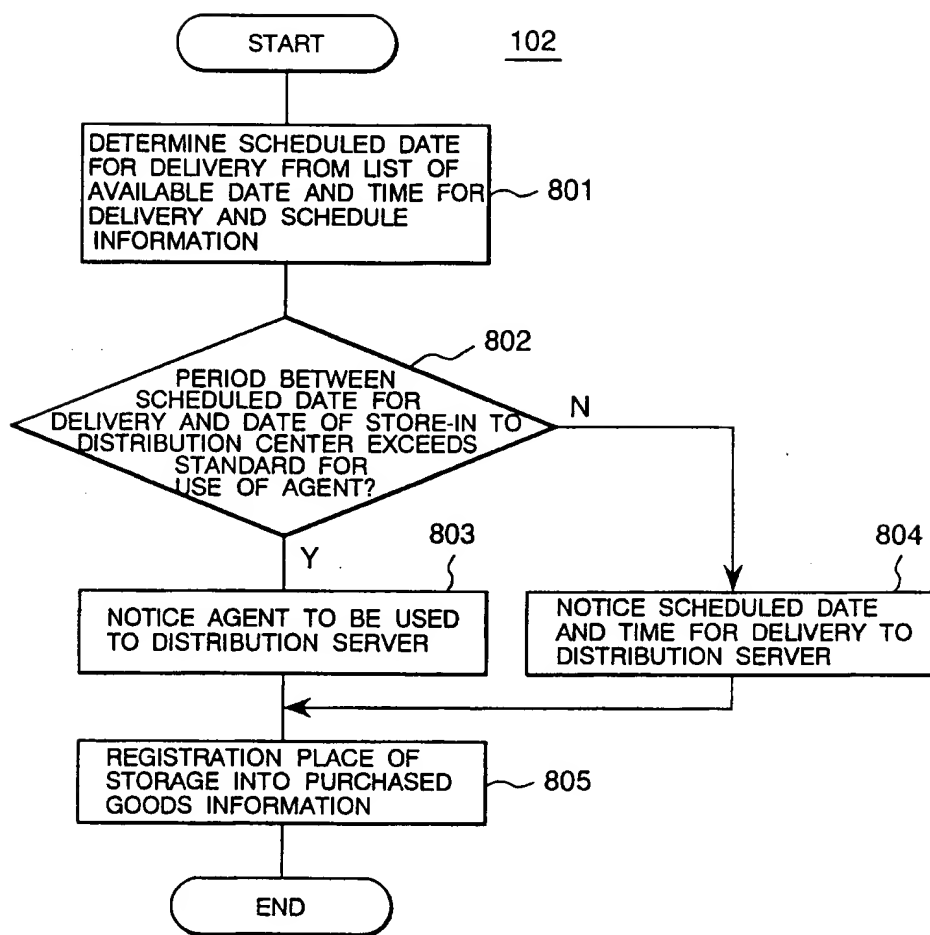 START
102
DETERMINE SCHEDULED DATE
FOR DELIVERY FROM LIST OF
AVAILABLE DATE AND TIME FOR
DELIVERY AND SCHEDULE
INFORMATION
801
802
PERIOD BETWEEN
SCHEDULED DATE FOR
DELIVERY AND DATE OF STORE-IN TO
DISTRIBUTION CENTER EXCEEDS
STANDARD FOR
USE OF AGENT?
N
Y
803
NOTICE AGENT TO BE USED
TO DISTRIBUTION SERVER
804
NOTICE SCHEDULED DATE
AND TIME FOR DELIVERY TO
DISTRIBUTION SERVER
REGISTRATION PLACE OF
STORAGE INTO PURCHASED
GOODS INFORMATION
805
END